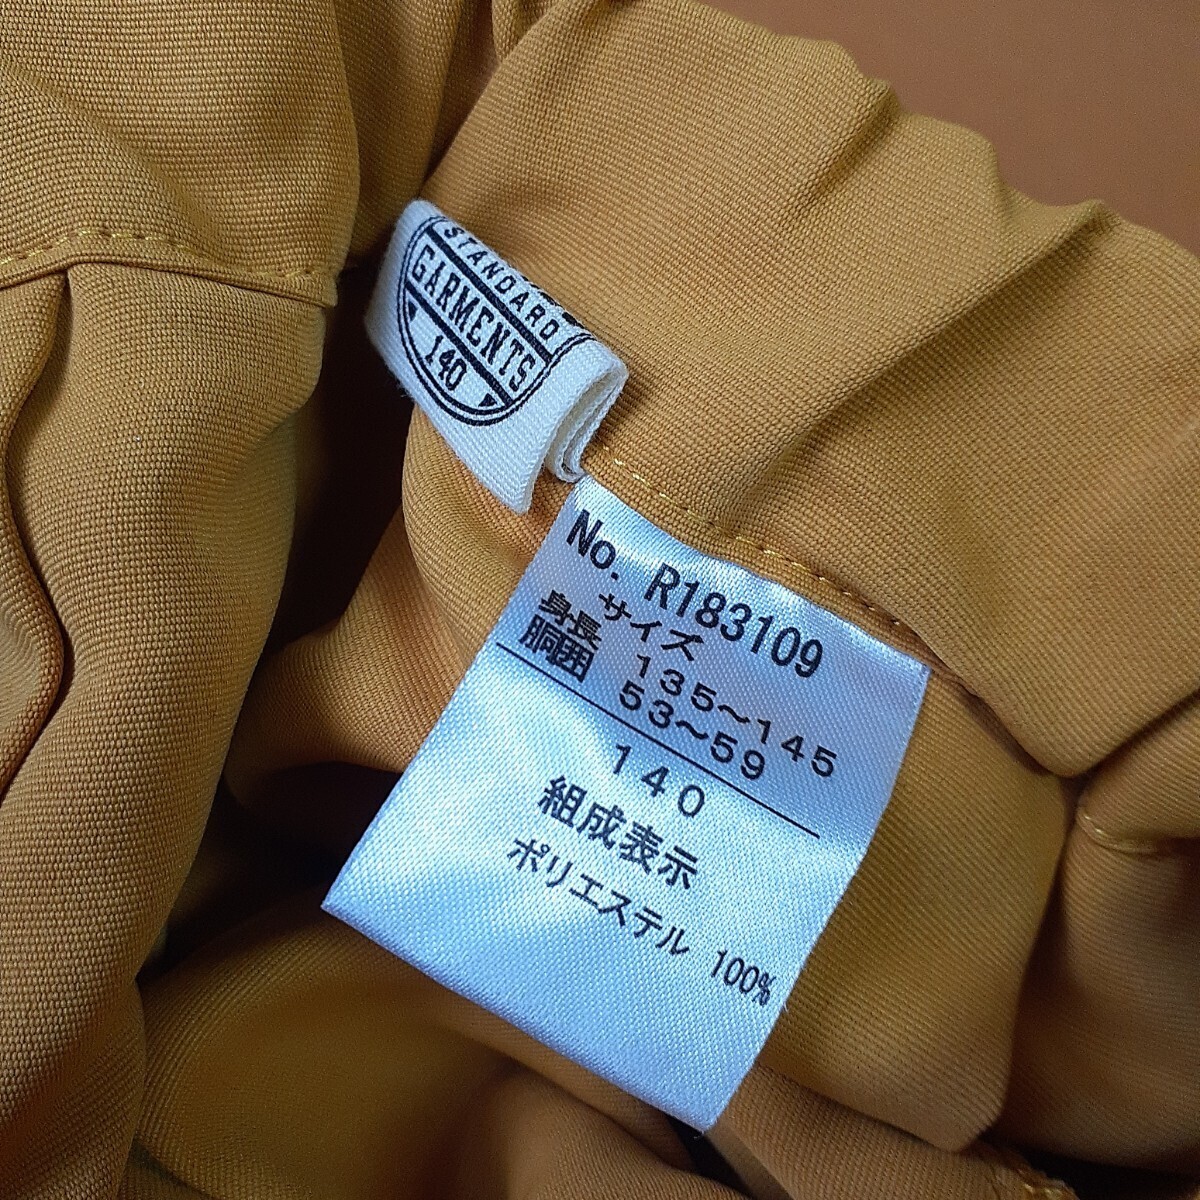 STANDARD
GARMENTS
140
No. R183109
サイズ
身長 135～145
胴囲 53～59
140
組成表示
ポリエステル 100%